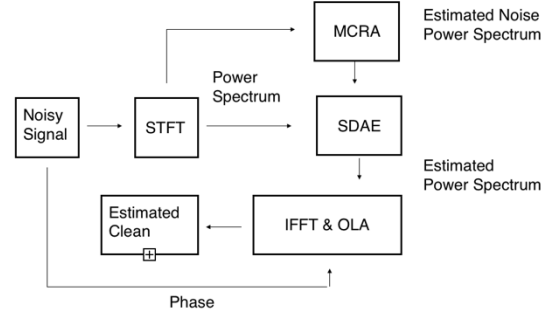 MCRA
Estimated Noise
Power Spectrum
Power
Spectrum
Noisy
Signal
STFT
SDAE
Estimated
Power Spectrum
Estimated
Clean
IFFT & OLA
Phase